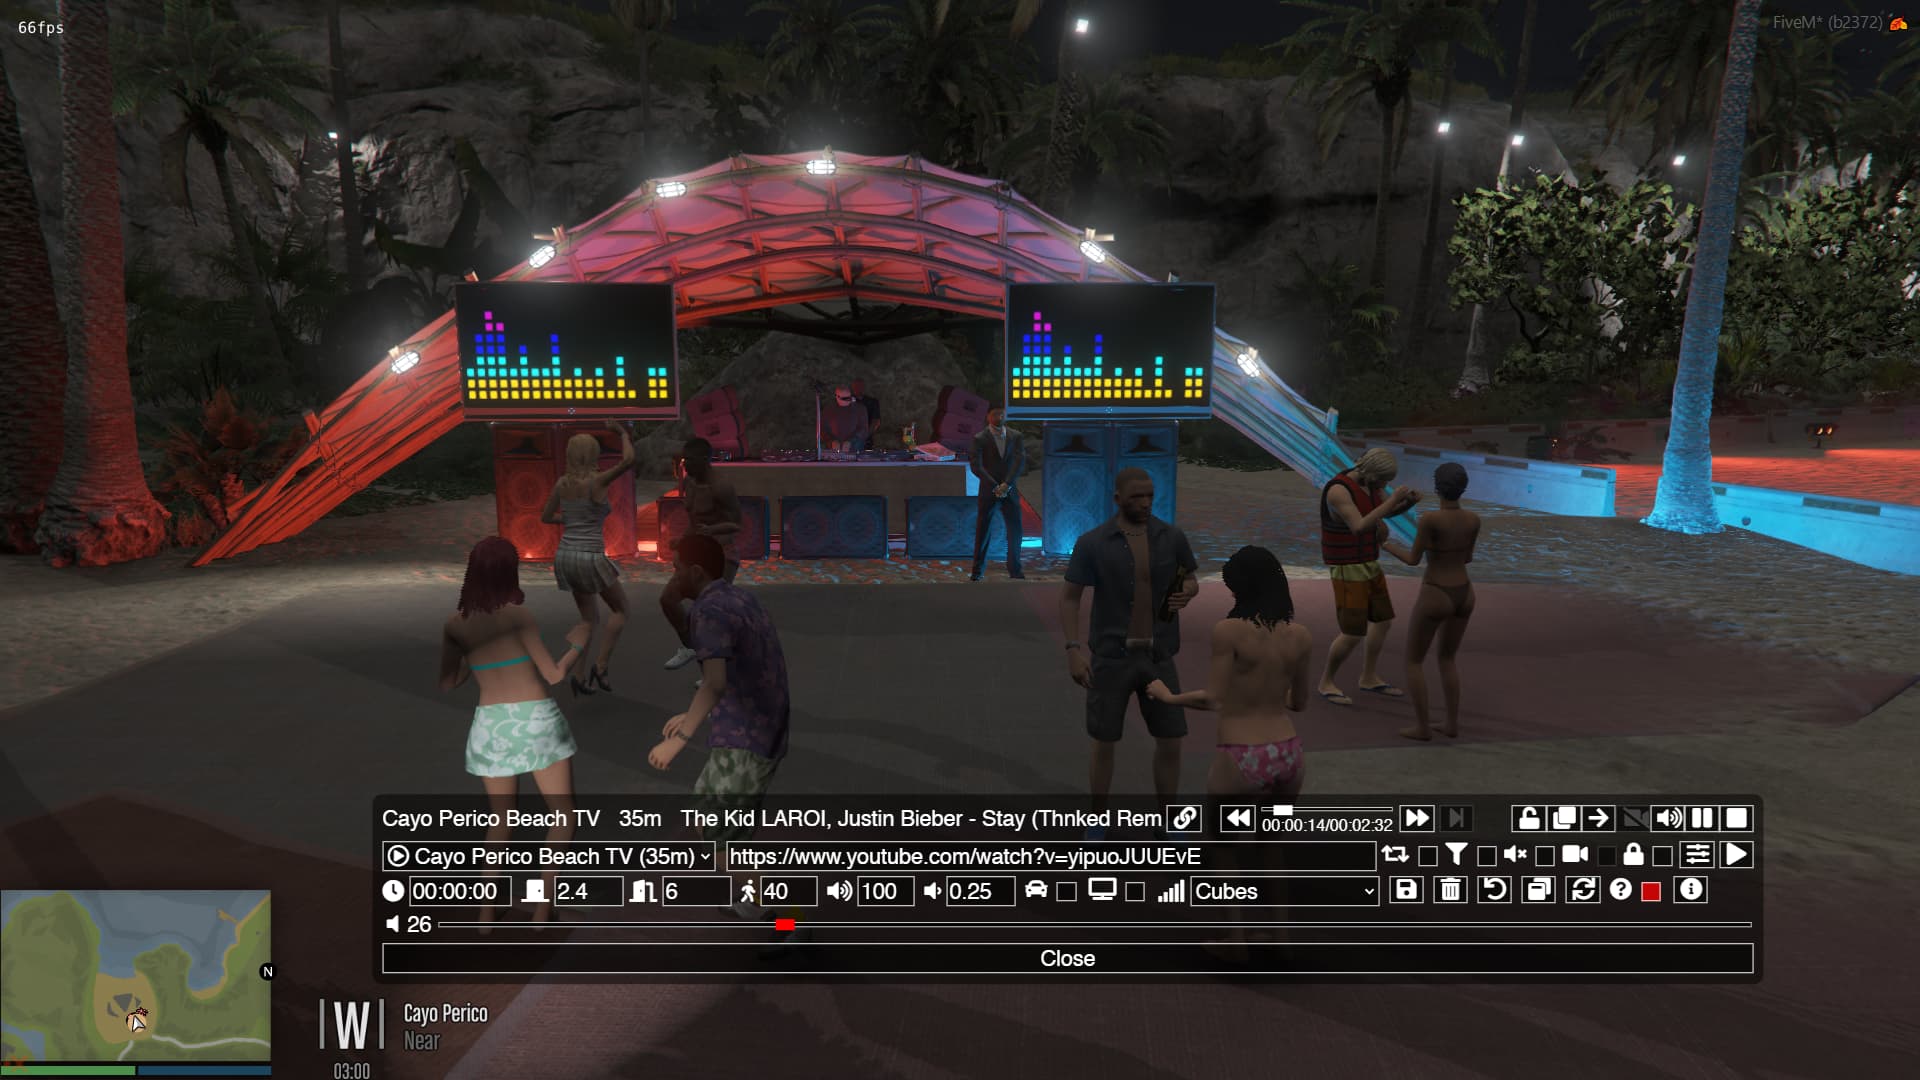 66fps
FiveM* (b2372)
Cayo Perico Beach TV 35m The Kid LAROI, Justin Bieber - Stay (Thnked Rem
00:00:14/00:02:32
Cayo Perico Beach TV (35m) https://www.youtube.com/watch?v=yipuoJUUEvE
00:00:00 2.4 6 40 100 0.25 Cubes
26
Close
N
W Cayo Perico
Near
03:00